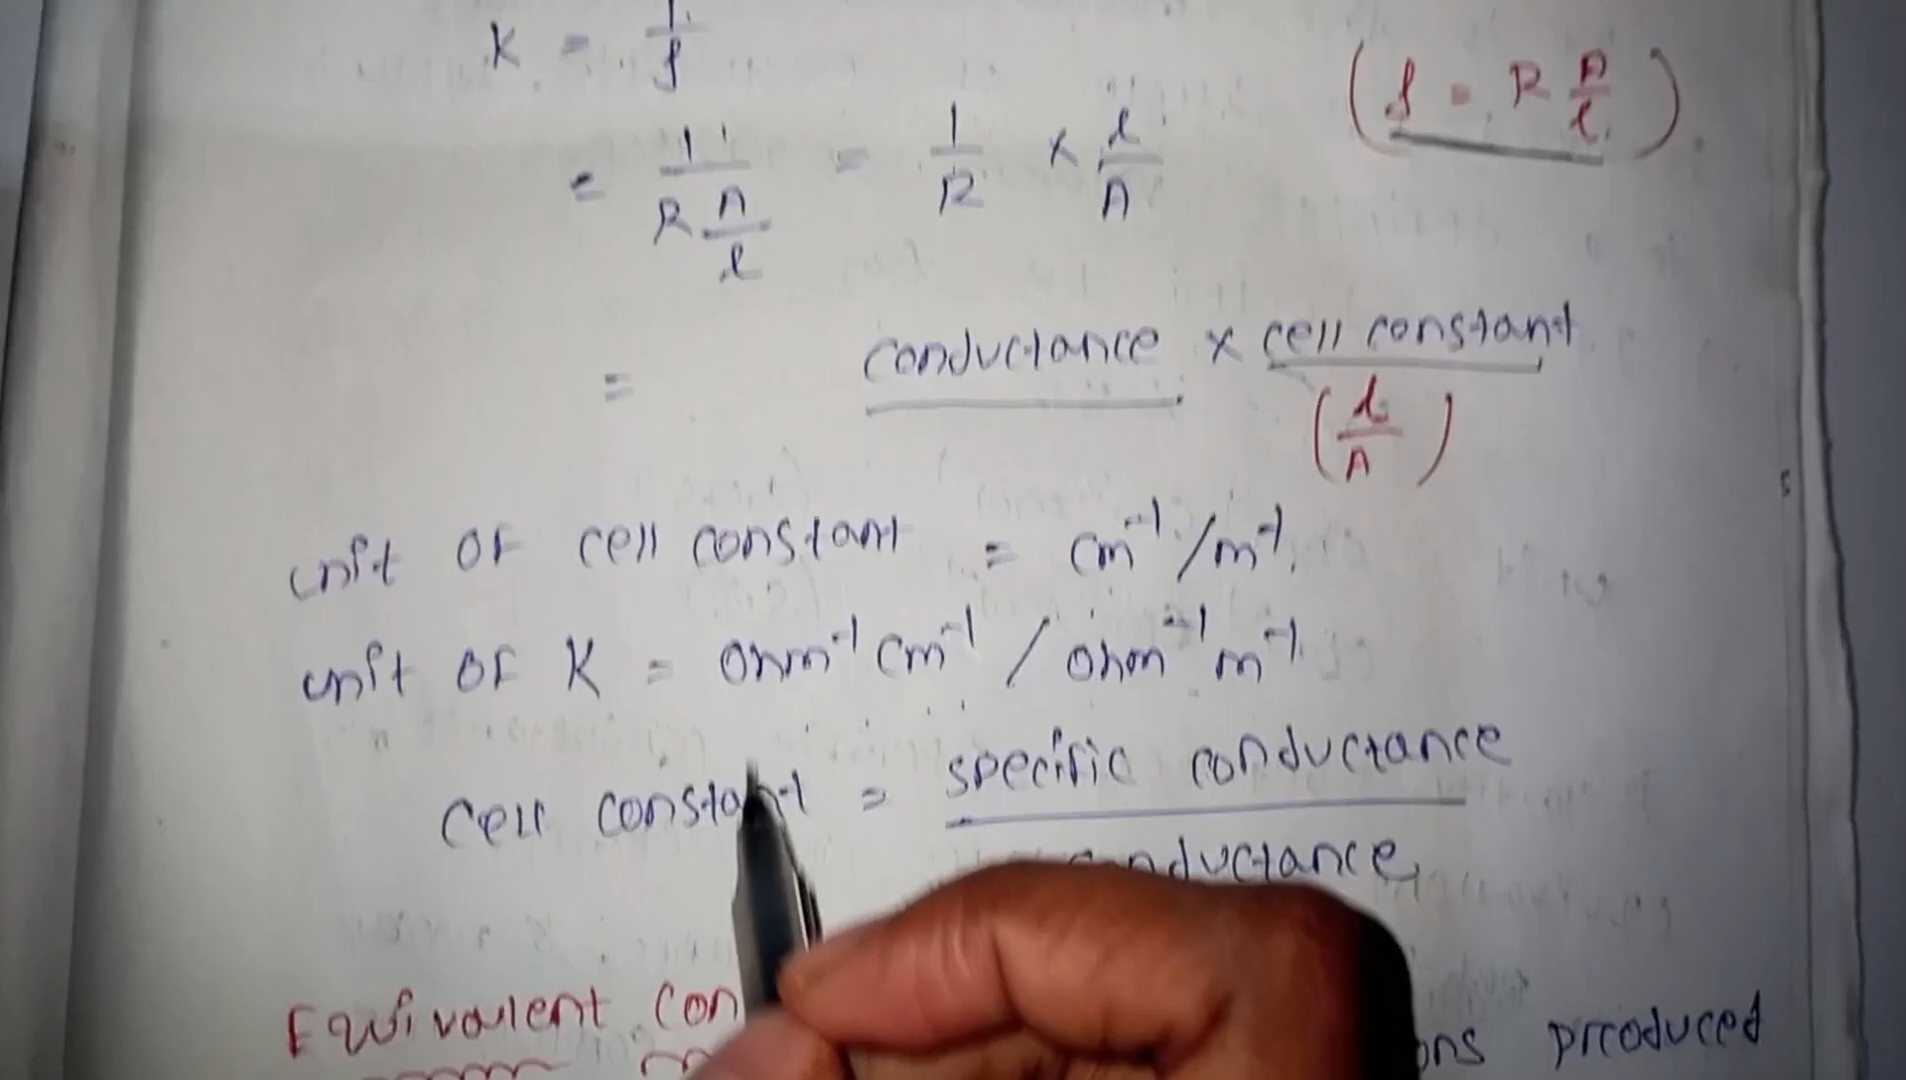 K = 1/ρ
(ρ = R A/l)
= 1/(R A/l) = 1/R × l/A
= conductance × cell constant
(l/A)
unit of cell constant = cm⁻¹/m⁻¹.
unit of K = ohm⁻¹ cm⁻¹ / ohm⁻¹ m⁻¹
cell constant = specific conductance
conductance
Equivalent
produced